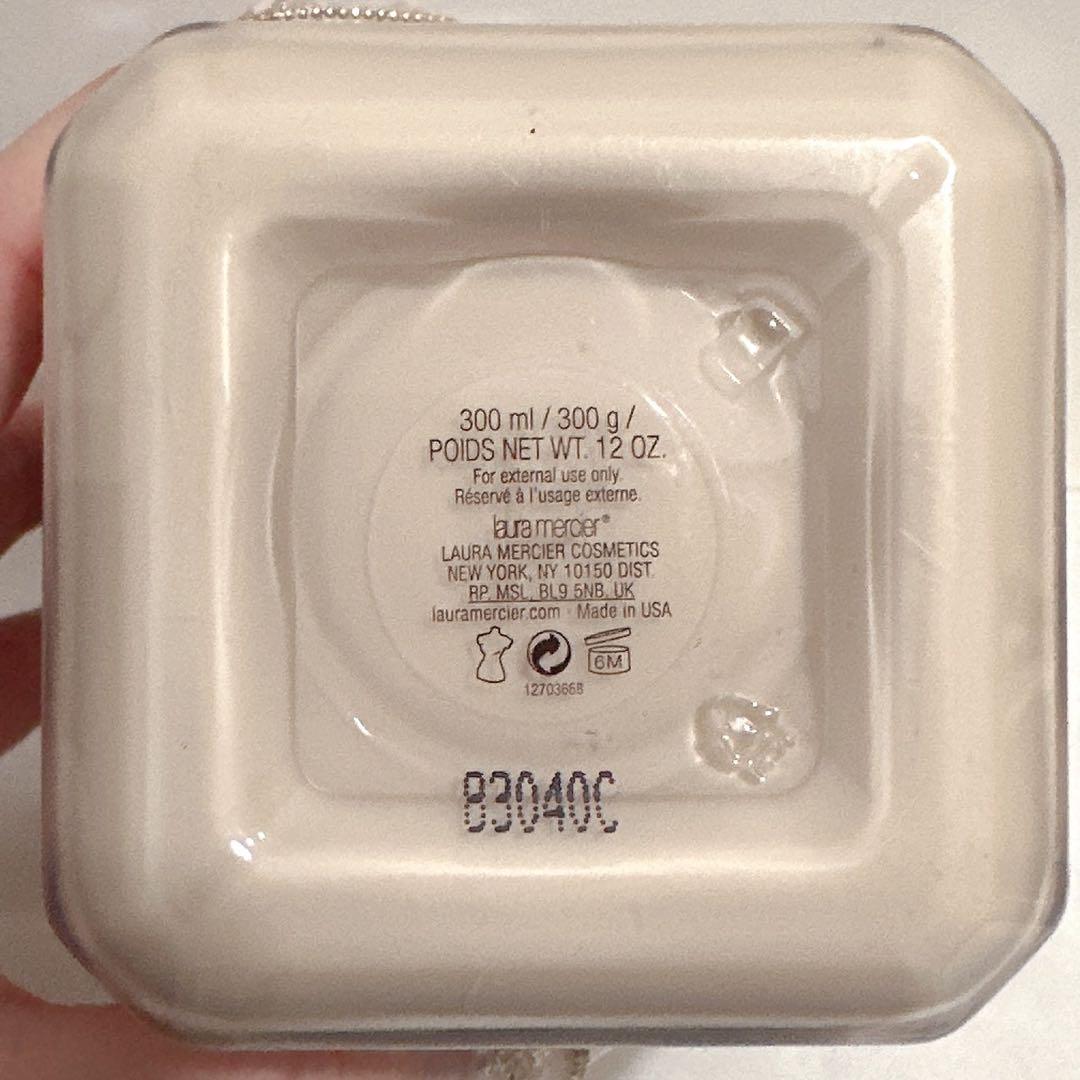 300 ml / 300 g /
POIDS NET WT. 12 OZ.
For external use only.
Réservé à l'usage externe.
laura mercier®
LAURA MERCIER COSMETICS
NEW YORK, NY 10150 DIST.
RP. MSL, BL9 5NB, UK
lauramercier.com · Made in USA
6M
12703668
B3040C